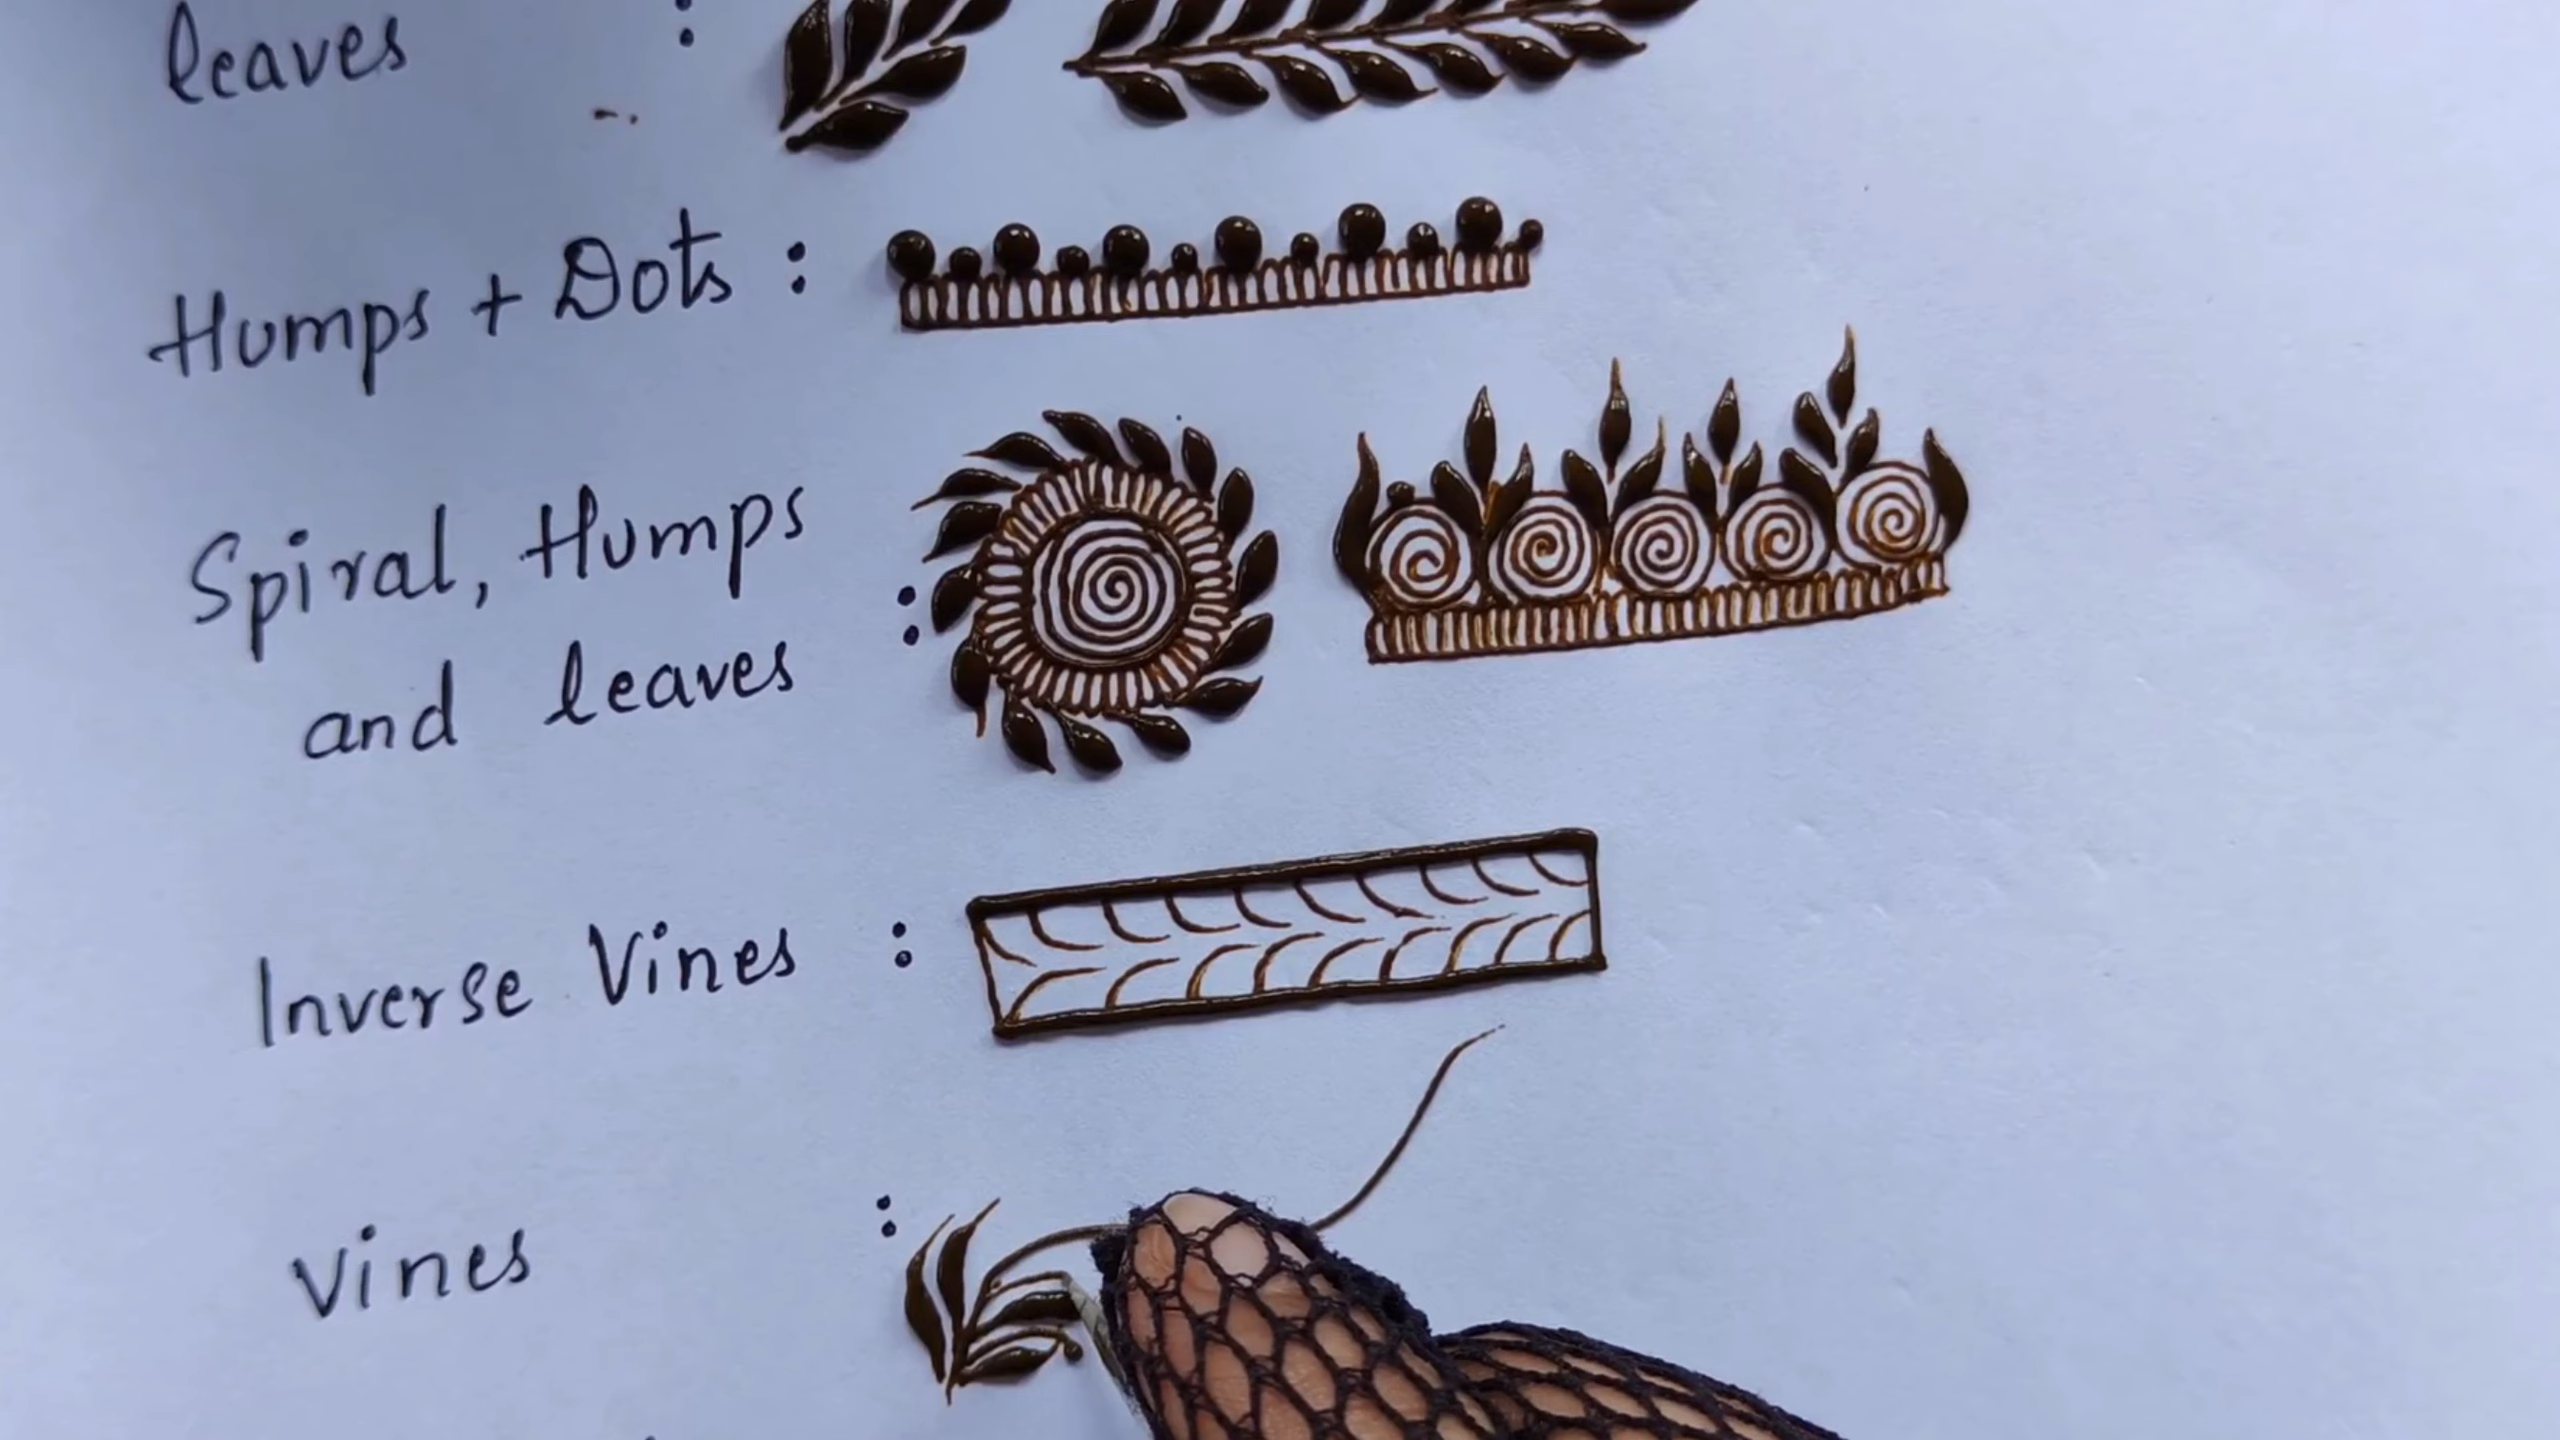 leaves :
Humps + Dots :
Spiral, Humps
and leaves :
Inverse Vines :
Vines :